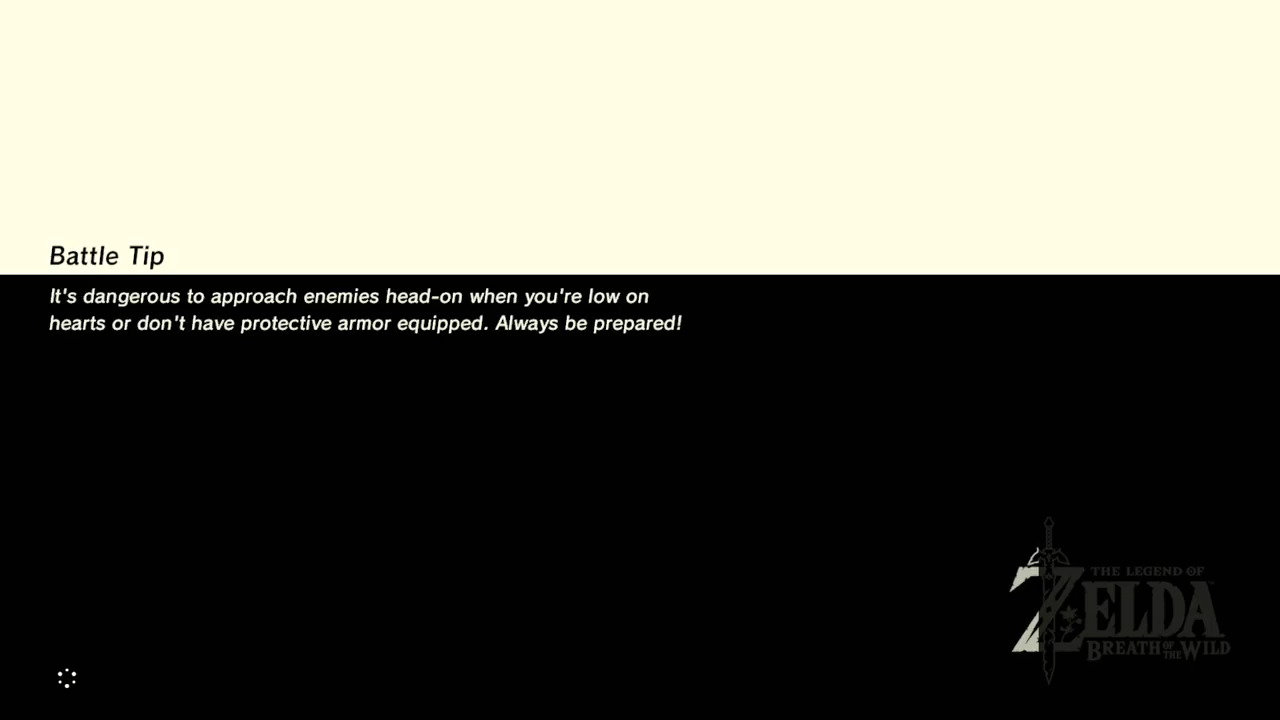 Battle Tip
It's dangerous to approach enemies head-on when you're low on
hearts or don't have protective armor equipped. Always be prepared!
THE LEGEND OF
ZELDA
BREATH OF THE WILD